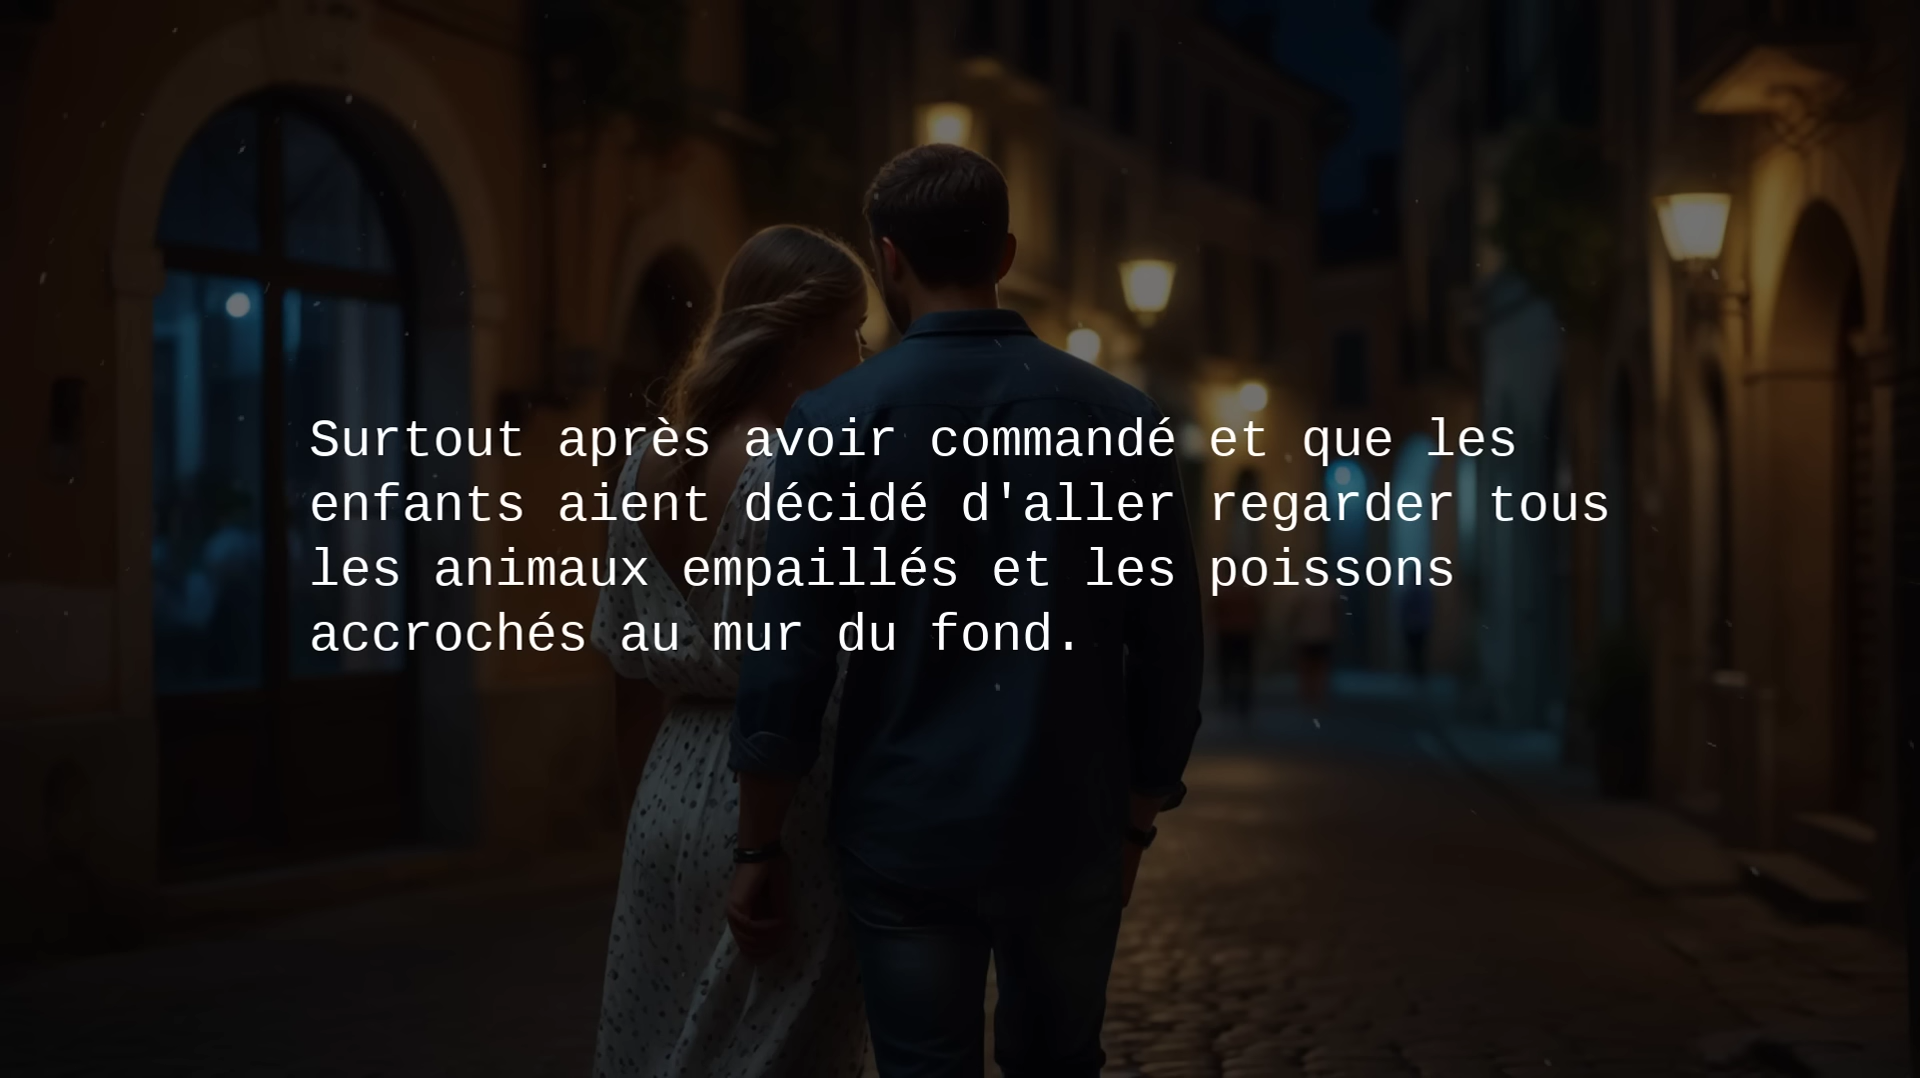 Surtout après avoir commandé et que les
enfants aient décidé d'aller regarder tous
les animaux empaillés et les poissons
accrochés au mur du fond.